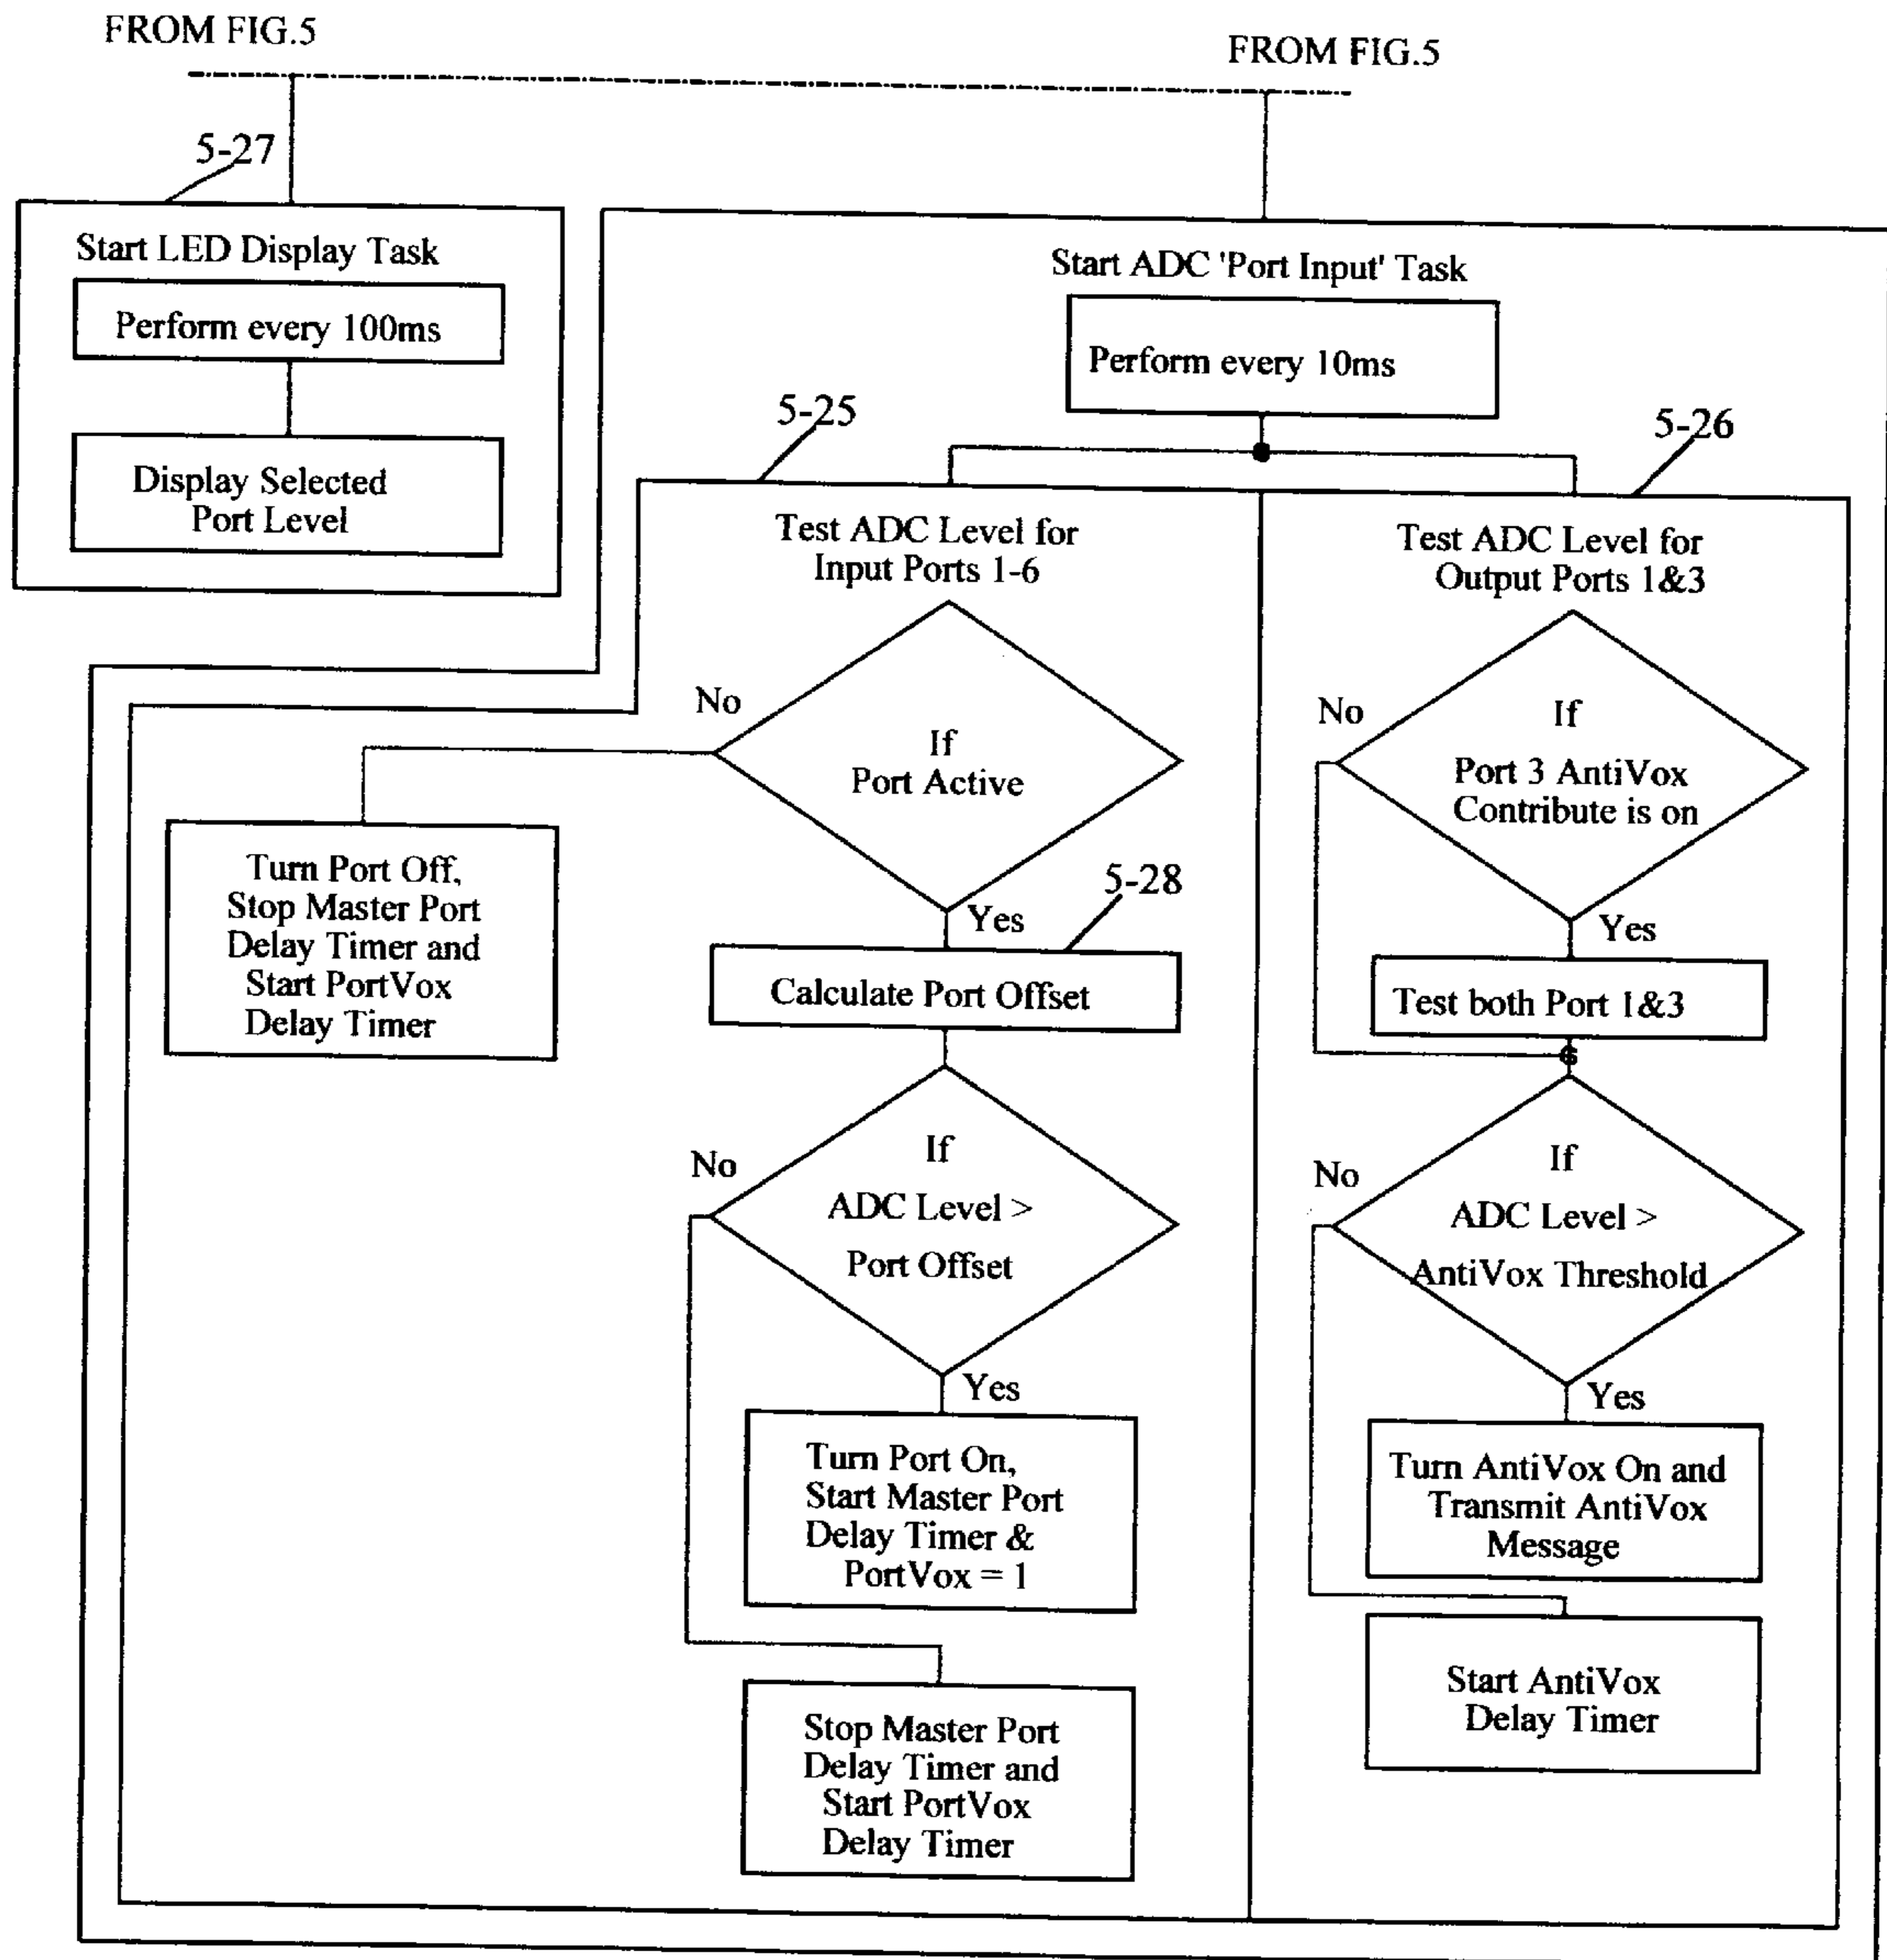 FROM FIG.5
FROM FIG.5
5-27
Start LED Display Task
Perform every 100ms
Display Selected
Port Level
Start ADC 'Port Input' Task
Perform every 10ms
5-25
5-26
Test ADC Level for
Input Ports 1-6
No
If
Port Active
Turn Port Off,
Stop Master Port
Delay Timer and
Start PortVox
Delay Timer
Yes
5-28
Calculate Port Offset
No
If
ADC Level >
Port Offset
Yes
Turn Port On,
Start Master Port
Delay Timer &
PortVox = 1
Stop Master Port
Delay Timer and
Start PortVox
Delay Timer
Test ADC Level for
Output Ports 1&3
No
If
Port 3 AntiVox
Contribute is on
Yes
Test both Port 1&3
No
If
ADC Level >
AntiVox Threshold
Yes
Turn AntiVox On and
Transmit AntiVox
Message
Start AntiVox
Delay Timer